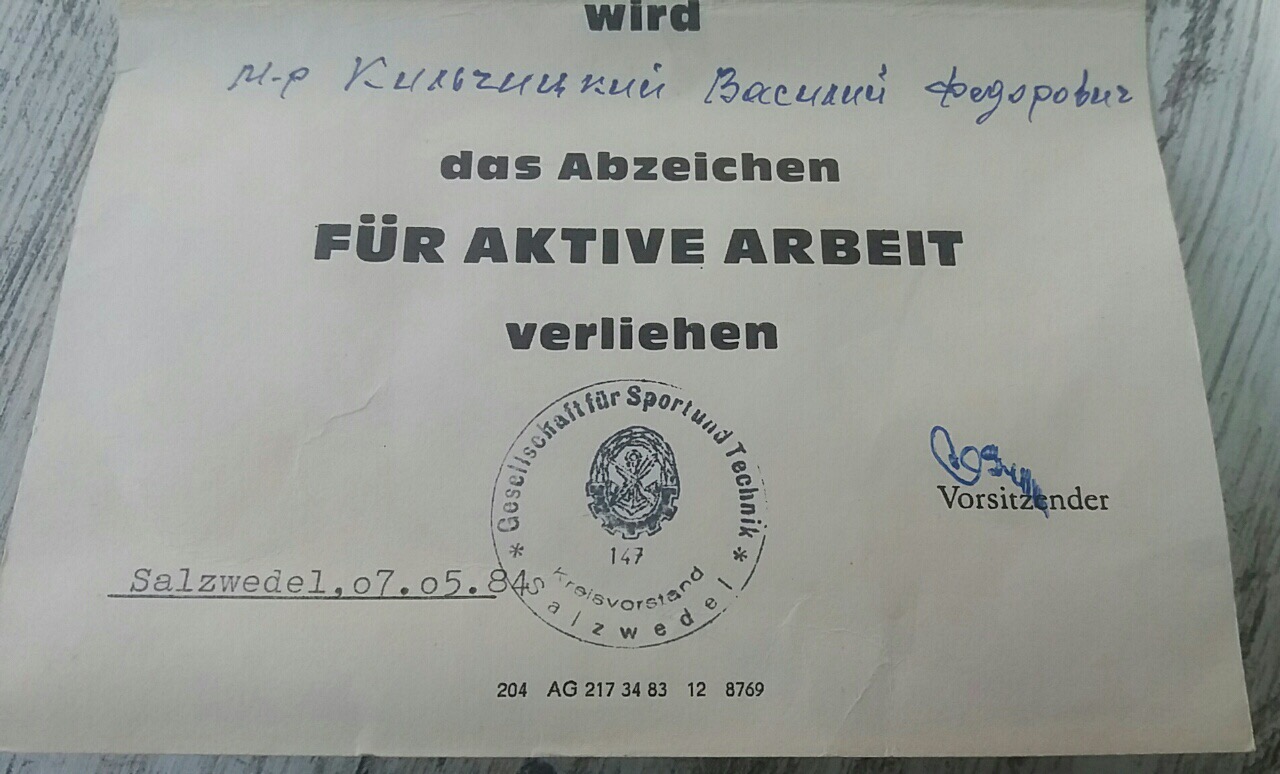 wird
м-р Кильчицкий Василий Федорович
das Abzeichen
FÜR AKTIVE ARBEIT
verliehen
* Gesellschaft für Sport und Technik *
147
Kreisvorstand
Salzwedel
Vorsitzender
Salzwedel,o7.o5.84
204 AG 217 34 83 12 8769